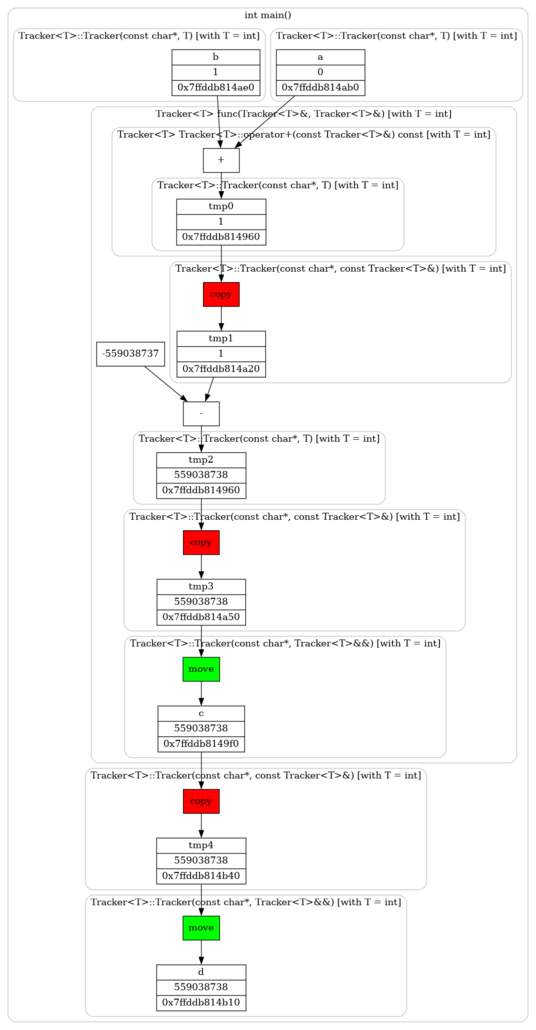 int main()
Tracker<T>::Tracker(const char*, T) [with T = int]
b
1
0x7ffddb814ae0
Tracker<T>::Tracker(const char*, T) [with T = int]
a
0
0x7ffddb814ab0
Tracker<T> func(Tracker<T>&, Tracker<T>&) [with T = int]
Tracker<T> Tracker<T>::operator+(const Tracker<T>&) const [with T = int]
+
Tracker<T>::Tracker(const char*, T) [with T = int]
tmp0
1
0x7ffddb814960
Tracker<T>::Tracker(const char*, const Tracker<T>&) [with T = int]
copy
tmp1
1
0x7ffddb814a20
-559038737
-
Tracker<T>::Tracker(const char*, T) [with T = int]
tmp2
559038738
0x7ffddb814960
Tracker<T>::Tracker(const char*, const Tracker<T>&) [with T = int]
copy
tmp3
559038738
0x7ffddb814a50
Tracker<T>::Tracker(const char*, Tracker<T>&&) [with T = int]
move
c
559038738
0x7ffddb8149f0
Tracker<T>::Tracker(const char*, const Tracker<T>&) [with T = int]
copy
tmp4
559038738
0x7ffddb814b40
Tracker<T>::Tracker(const char*, Tracker<T>&&) [with T = int]
move
d
559038738
0x7ffddb814b10